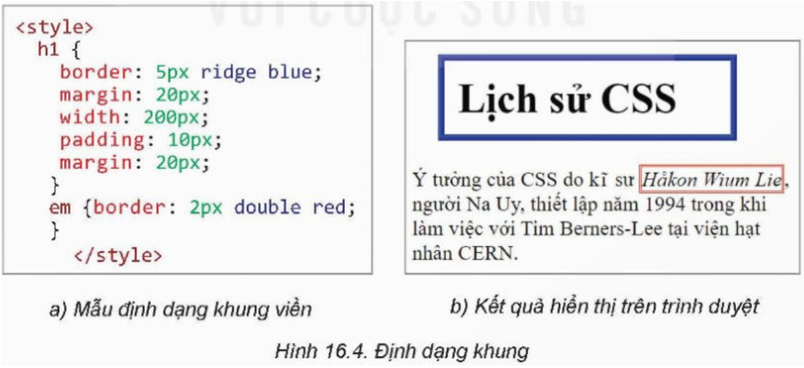 VỚI CUỘC SỐNG
<style>
h1 {
border: 5px ridge blue;
margin: 20px;
width: 200px;
padding: 10px;
margin: 20px;
}
em {border: 2px double red;
}
</style>
a) Mẫu định dạng khung viền
Lịch sử CSS
Ý tưởng của CSS do kĩ sư Håkon Wium Lie,
người Na Uy, thiết lập năm 1994 trong khi
làm việc với Tim Berners-Lee tại viện hạt
nhân CERN.
b) Kết quả hiển thị trên trình duyệt
Hình 16.4. Định dạng khung